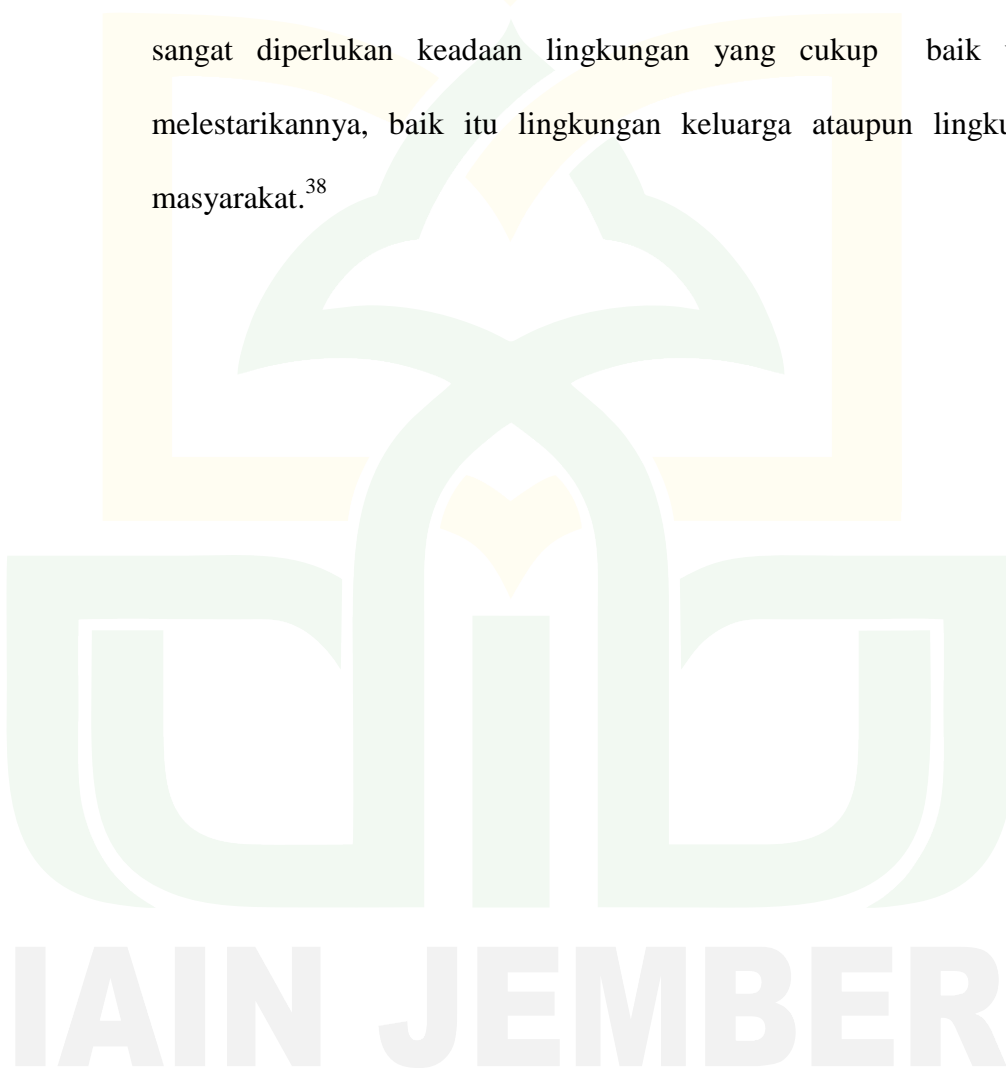 sangat diperlukan keadaan lingkungan yang cukup baik
melestarikannya, baik itu lingkungan keluarga ataupun
masyarakat.38
IAIN JEMBER